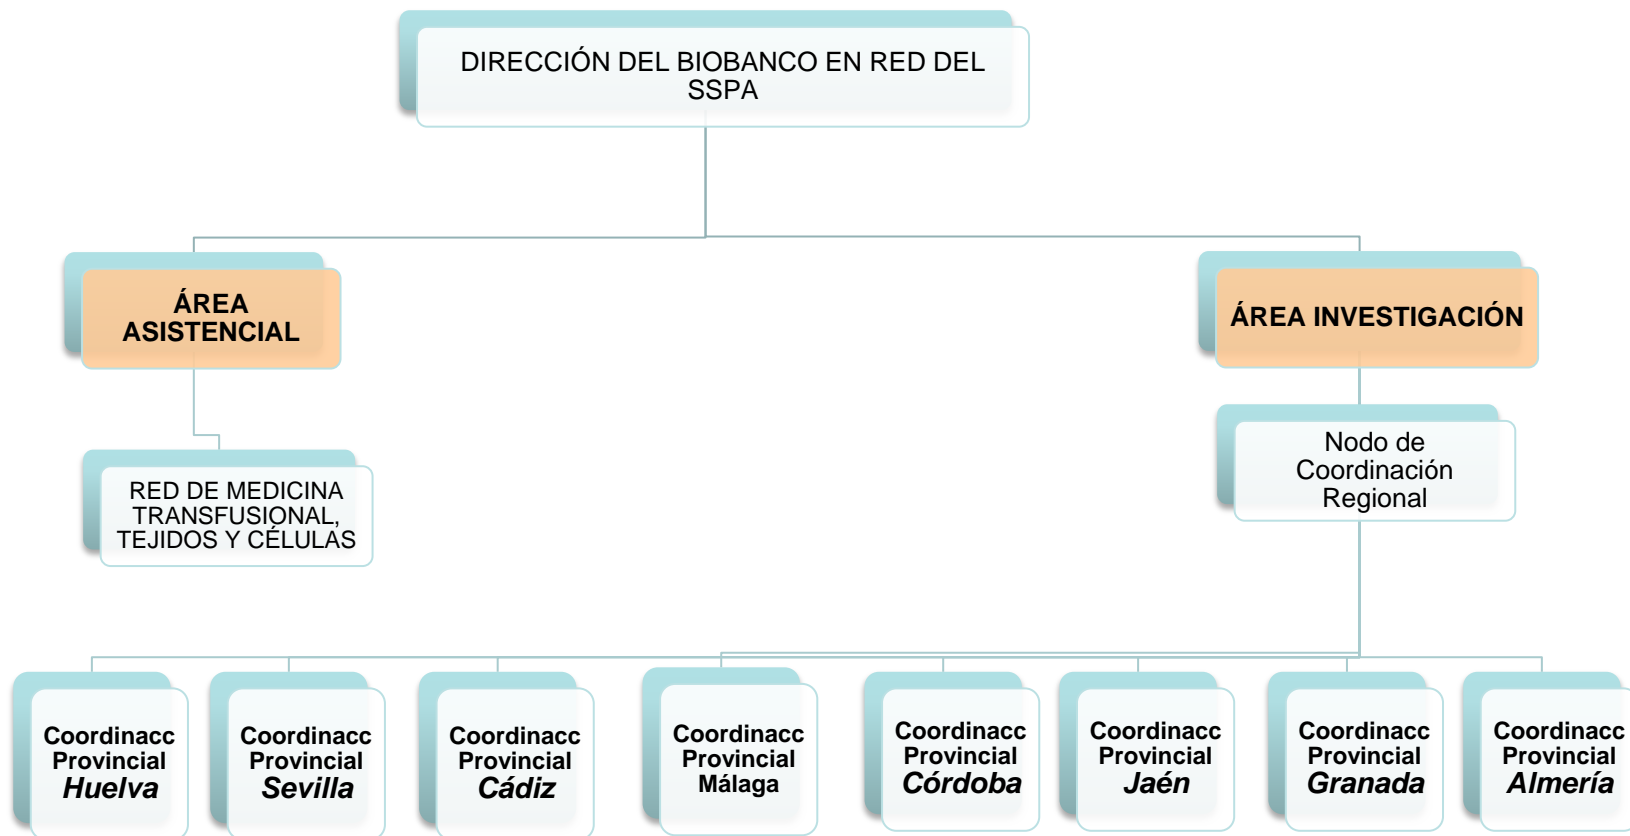 DIRECCIÓN DEL BIOBANCO EN RED DEL
SSPA
ÁREA
ASISTENCIAL
ÁREA INVESTIGACIÓN
RED DE MEDICINA
TRANSFUSIONAL,
TEJIDOS Y CÉLULAS
Nodo de
Coordinación
Regional
Coordinacc
Provincial
Huelva
Coordinacc
Provincial
Sevilla
Coordinacc
Provincial
Cádiz
Coordinacc
Provincial
Málaga
Coordinacc
Provincial
Córdoba
Coordinacc
Provincial
Jaén
Coordinacc
Provincial
Granada
Coordinacc
Provincial
Almería